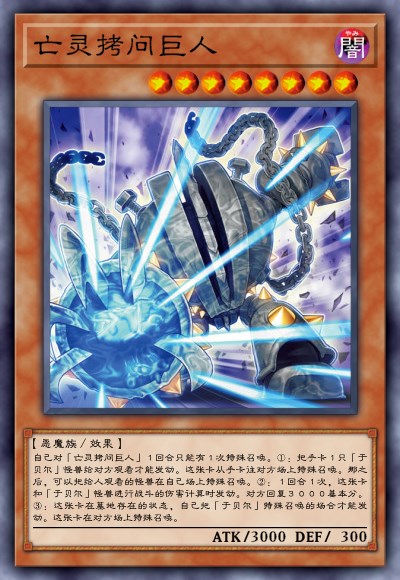 亡灵拷问巨人
やみ
闇
【恶魔族／效果】
自己对「亡灵拷问巨人」1回合只能有1次特殊召唤。①：把手卡1只「于
贝尔」怪兽给对方观看才能发动。这张卡从手卡往对方场上特殊召唤。那之
后，可以把给人观看的怪兽在自己场上特殊召唤。②：1回合1次，这张卡
和「于贝尔」怪兽进行战斗的伤害计算时发动。对方回复3000基本分。
③：这张卡在墓地存在的状态，自己把「于贝尔」特殊召唤的场合才能发
动。这张卡在对方场上特殊召唤。
ATK/3000 DEF/ 300